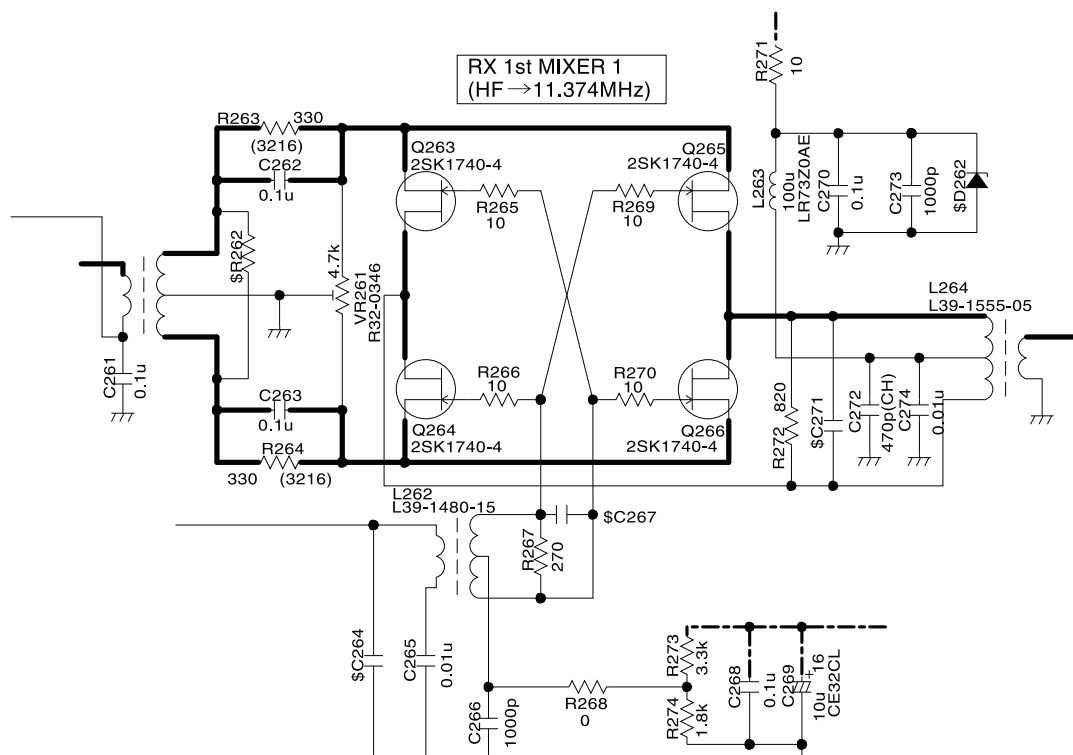 RX 1st MIXER 1
(HF→11.374MHz)
R271
10
R263
330
(3216)
C262
0.1u
Q263
2SK1740-4
Q265
2SK1740-4
R265
10
R269
10
L263
100u
LR73Z0AE
C270
0.1u
C273
1000p
$D262
$R262
4.7k
VR261
R32-0346
L264
L39-1555-05
C261
0.1u
R266
10
R270
10
C263
0.1u
Q264
2SK1740-4
Q266
2SK1740-4
R264
330
(3216)
820
R272
$C271
C272
470p(CH)
C274
0.01u
L262
L39-1480-15
$C267
R267
270
$C264
C265
0.01u
C266
1000p
R268
0
R273
3.3k
R274
1.8k
C268
0.1u
C269
+
16
10u
CE32CL